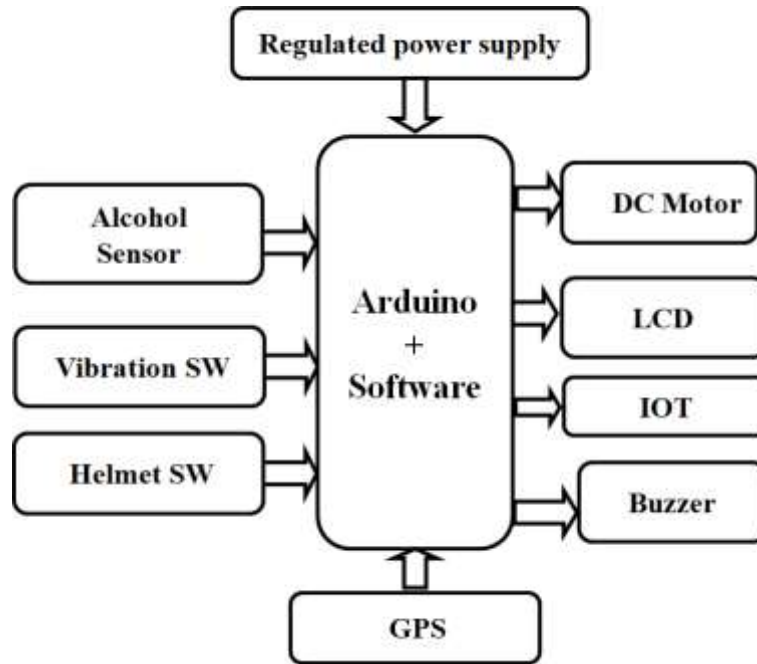 Regulated power supply
Alcohol
Sensor
Vibration SW
Helmet SW
Arduino
+
Software
DC Motor
LCD
IOT
Buzzer
GPS